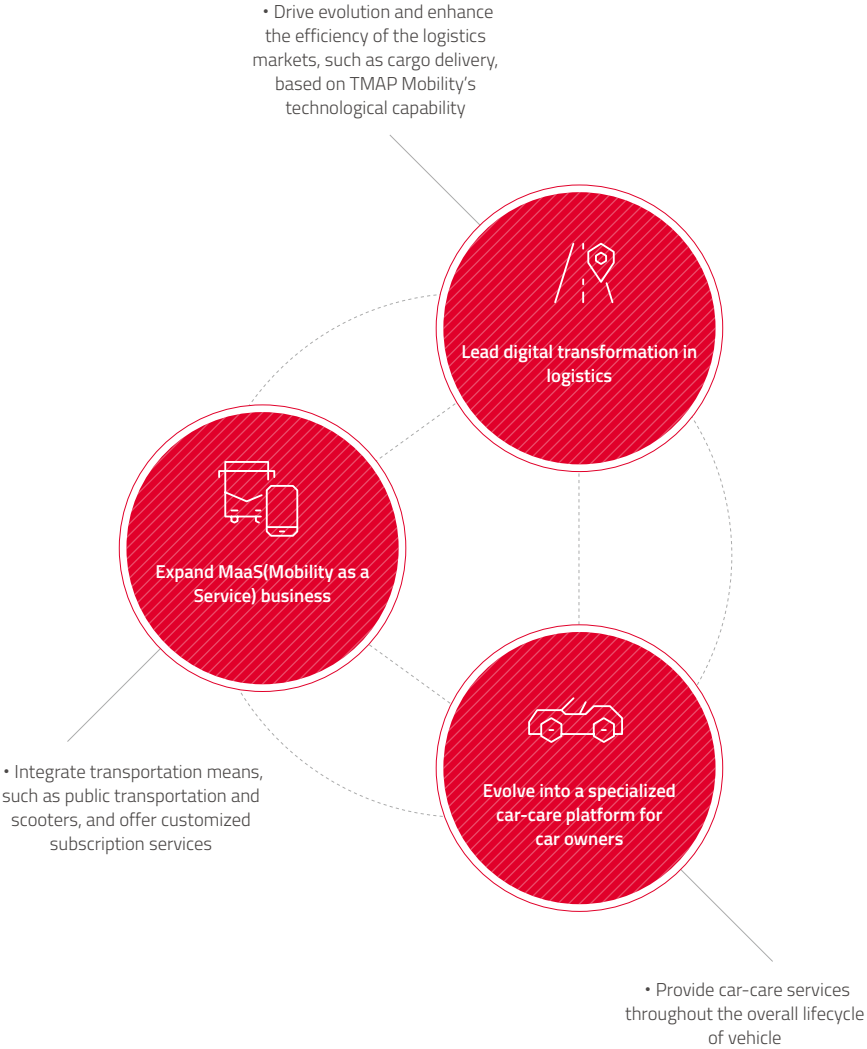 • Drive evolution and enhance
the efficiency of the logistics
markets, such as cargo delivery,
based on TMAP Mobility’s
technological capability
Lead digital transformation in
logistics
Expand MaaS(Mobility as a
Service) business
• Integrate transportation means,
such as public transportation and
scooters, and offer customized
subscription services
Evolve into a specialized
car-care platform for
car owners
• Provide car-care services
throughout the overall lifecycle
of vehicle